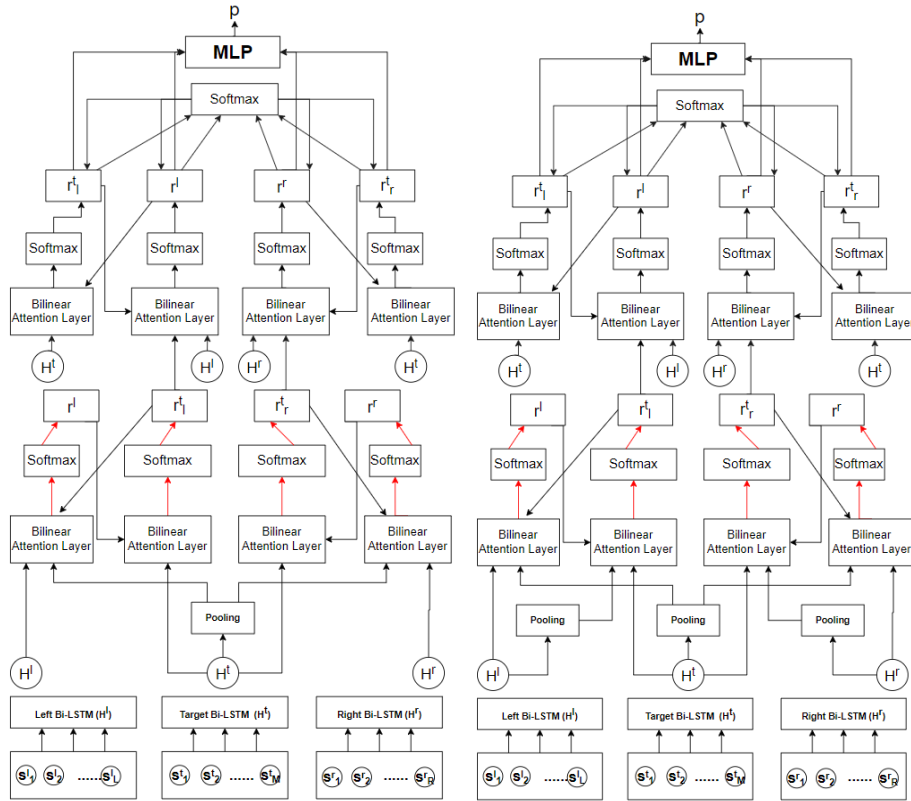 p
MLP
Softmax
r^t_l
r^l
r^r
r^t_r
Softmax
Softmax
Softmax
Softmax
Bilinear
Attention Layer
Bilinear
Attention Layer
Bilinear
Attention Layer
Bilinear
Attention Layer
H^t
H^l
H^r
H^t
r^l
r^t_l
r^t_r
r^r
Softmax
Softmax
Softmax
Softmax
Bilinear
Attention Layer
Bilinear
Attention Layer
Bilinear
Attention Layer
Bilinear
Attention Layer
Pooling
H^l
H^t
H^r
Left Bi-LSTM (H^l)
Target Bi-LSTM (H^t)
Right Bi-LSTM (H^r)
s^l_1 s^l_2 ......s^l_L
s^t_1 s^t_2 ...... s^t_M
s^r_1 s^r_2 ...... s^r_R
p
MLP
Softmax
r^t_l
r^l
r^r
r^t_r
Softmax
Softmax
Softmax
Softmax
Bilinear
Attention Layer
Bilinear
Attention Layer
Bilinear
Attention Layer
Bilinear
Attention Layer
H^t
H^l
H^r
H^t
r^l
r^t_l
r^t_r
r^r
Softmax
Softmax
Softmax
Softmax
Bilinear
Attention Layer
Bilinear
Attention Layer
Bilinear
Attention Layer
Bilinear
Attention Layer
Pooling
Pooling
Pooling
H^l
H^t
H^r
Left Bi-LSTM (H^l)
Target Bi-LSTM (H^t)
Right Bi-LSTM (H^r)
s^l_1 s^l_2 ......s^l_L
s^t_1 s^t_2 ...... s^t_M
s^r_1 s^r_2 ...... s^r_R